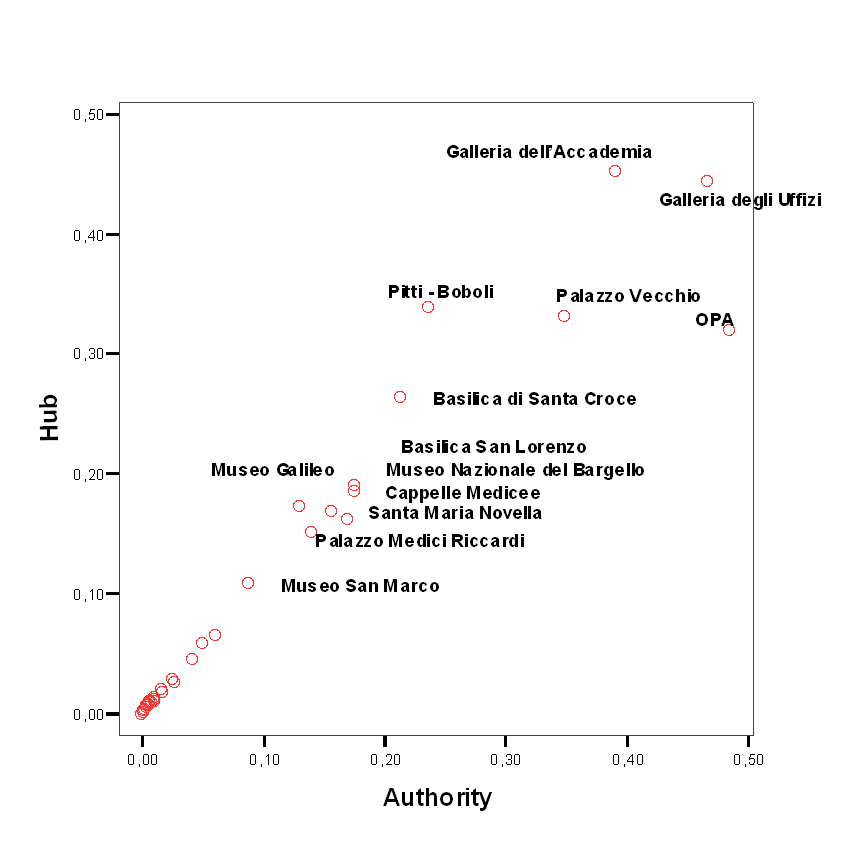 0,50
Galleria dell'Accademia
Galleria degli Uffizi
0,40
Pitti - Boboli
Palazzo Vecchio
OPA
0,30
Basilica di Santa Croce
Hub
Basilica San Lorenzo
0,20
Museo Galileo
Museo Nazionale del Bargello
Cappelle Medicee
Santa Maria Novella
Palazzo Medici Riccardi
0,10
Museo San Marco
0,00
0,00 0,10 0,20 0,30 0,40 0,50
Authority